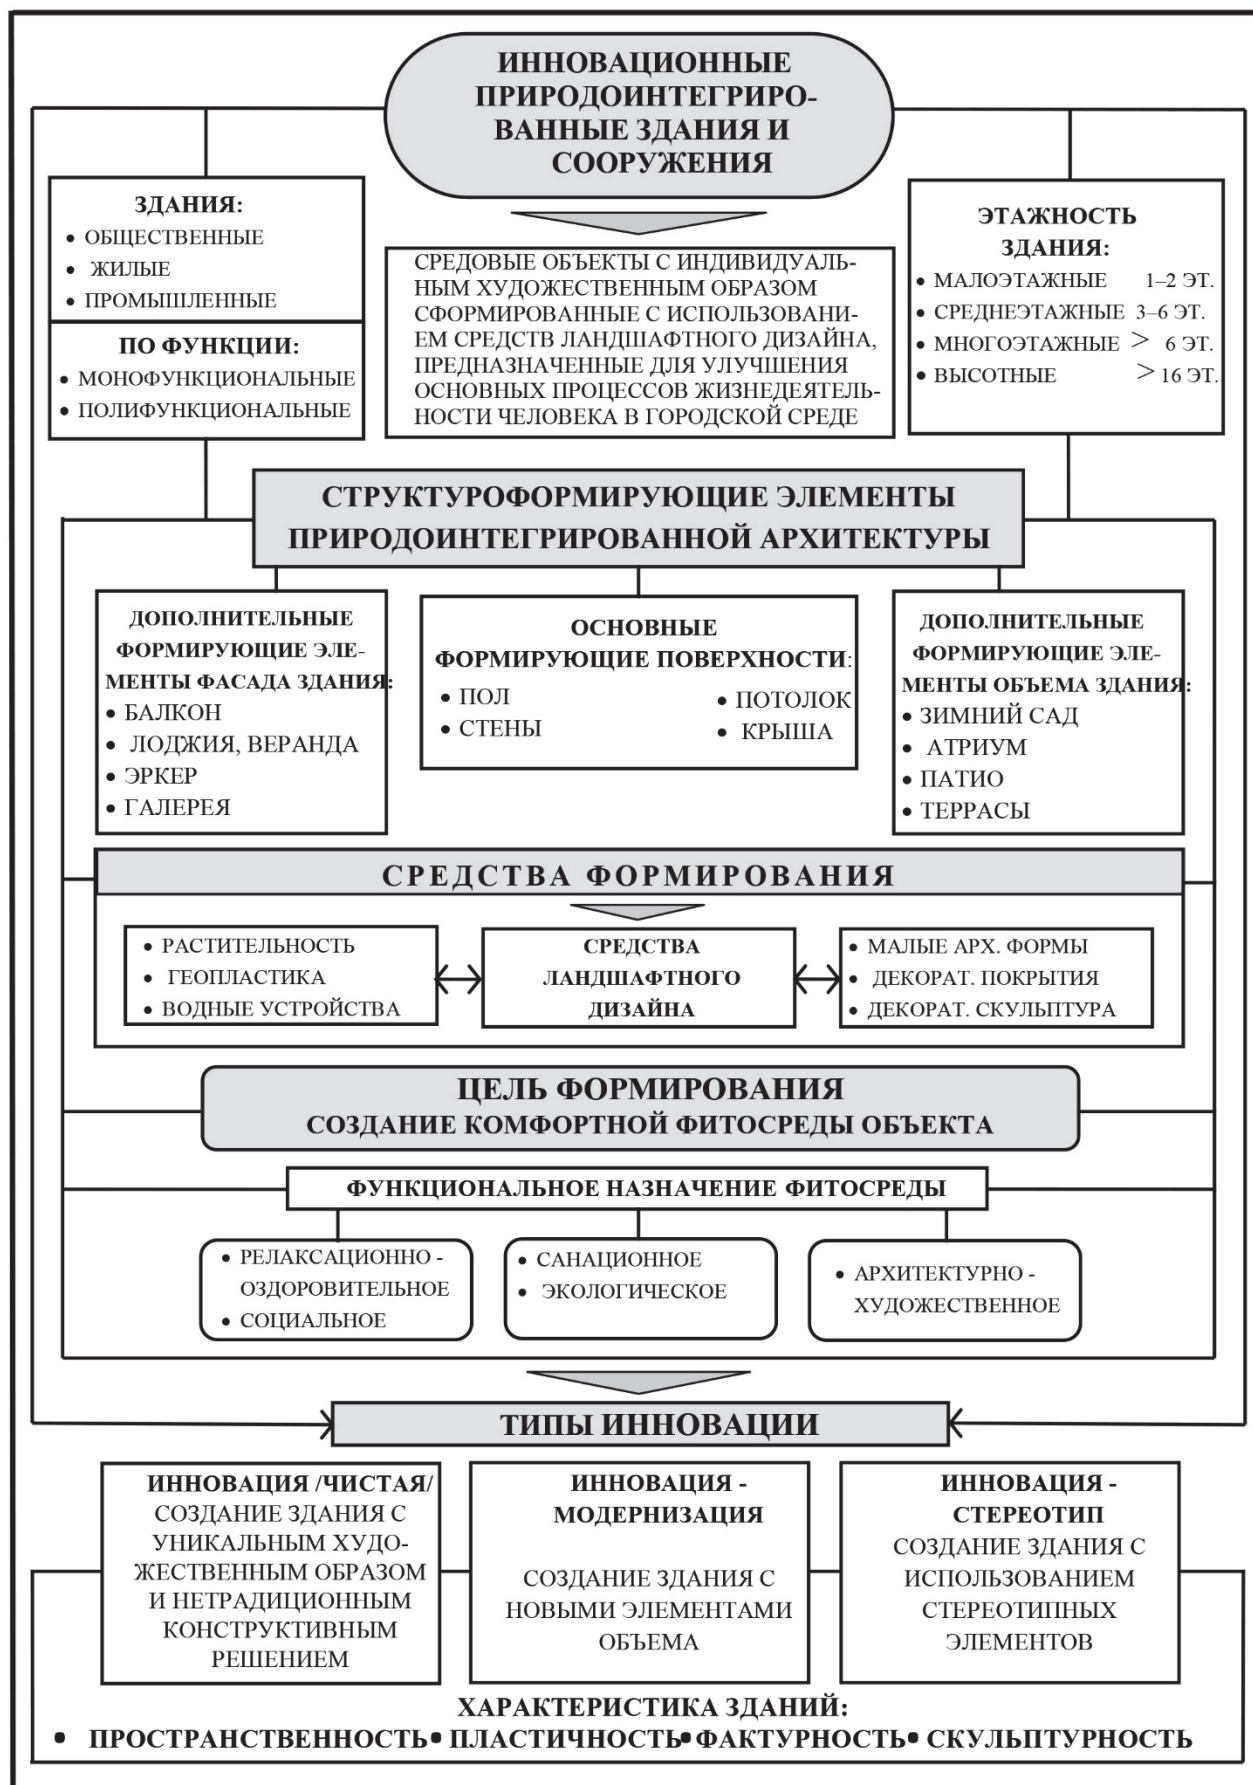 ИННОВАЦИОННЫЕ
ПРИРОДОИНТЕГРИРО-
ВАННЫЕ ЗДАНИЯ И
СООРУЖЕНИЯ
ЗДАНИЯ:
• ОБЩЕСТВЕННЫЕ
• ЖИЛЫЕ
• ПРОМЫШЛЕННЫЕ
ПО ФУНКЦИИ:
• МОНОФУНКЦИОНАЛЬНЫЕ
• ПОЛИФУНКЦИОНАЛЬНЫЕ
СРЕДОВЫЕ ОБЪЕКТЫ С ИНДИВИДУАЛЬ-
НЫМ ХУДОЖЕСТВЕННЫМ ОБРАЗОМ
СФОРМИРОВАННЫЕ С ИСПОЛЬЗОВАНИ-
ЕМ СРЕДСТВ ЛАНДШАФТНОГО ДИЗАЙНА,
ПРЕДНАЗНАЧЕННЫЕ ДЛЯ УЛУЧШЕНИЯ
ОСНОВНЫХ ПРОЦЕССОВ ЖИЗНЕДЕЯТЕЛЬ-
НОСТИ ЧЕЛОВЕКА В ГОРОДСКОЙ СРЕДЕ
ЭТАЖНОСТЬ
ЗДАНИЯ:
• МАЛОЭТАЖНЫЕ 1–2 ЭТ.
• СРЕДНЕЭТАЖНЫЕ 3–6 ЭТ.
• МНОГОЭТАЖНЫЕ > 6 ЭТ.
• ВЫСОТНЫЕ > 16 ЭТ.
СТРУКТУРОФОРМИРУЮЩИЕ ЭЛЕМЕНТЫ
ПРИРОДОИНТЕГРИРОВАННОЙ АРХИТЕКТУРЫ
ДОПОЛНИТЕЛЬНЫЕ
ФОРМИРУЮЩИЕ ЭЛЕ-
МЕНТЫ ФАСАДА ЗДАНИЯ:
• БАЛКОН
• ЛОДЖИЯ, ВЕРАНДА
• ЭРКЕР
• ГАЛЕРЕЯ
ОСНОВНЫЕ
ФОРМИРУЮЩИЕ ПОВЕРХНОСТИ:
• ПОЛ
• СТЕНЫ
• ПОТОЛОК
• КРЫША
ДОПОЛНИТЕЛЬНЫЕ
ФОРМИРУЮЩИЕ ЭЛЕ-
МЕНТЫ ОБЪЕМА ЗДАНИЯ:
• ЗИМНИЙ САД
• АТРИУМ
• ПАТИО
• ТЕРРАСЫ
СРЕДСТВА ФОРМИРОВАНИЯ
• РАСТИТЕЛЬНОСТЬ
• ГЕОПЛАСТИКА
• ВОДНЫЕ УСТРОЙСТВА
СРЕДСТВА
ЛАНДШАФТНОГО
ДИЗАЙНА
• МАЛЫЕ АРХ. ФОРМЫ
• ДЕКОРАТ. ПОКРЫТИЯ
• ДЕКОРАТ. СКУЛЬПТУРА
ЦЕЛЬ ФОРМИРОВАНИЯ
СОЗДАНИЕ КОМФОРТНОЙ ФИТОСРЕДЫ ОБЪЕКТА
ФУНКЦИОНАЛЬНОЕ НАЗНАЧЕНИЕ ФИТОСРЕДЫ
• РЕЛАКСАЦИОННО -
ОЗДОРОВИТЕЛЬНОЕ
• СОЦИАЛЬНОЕ
• САНАЦИОННОЕ
• ЭКОЛОГИЧЕСКОЕ
• АРХИТЕКТУРНО -
ХУДОЖЕСТВЕННОЕ
ТИПЫ ИННОВАЦИИ
ИННОВАЦИЯ /ЧИСТАЯ/
СОЗДАНИЕ ЗДАНИЯ С
УНИКАЛЬНЫМ ХУДО-
ЖЕСТВЕННЫМ ОБРАЗОМ
И НЕТРАДИЦИОННЫМ
КОНСТРУКТИВНЫМ
РЕШЕНИЕМ
ИННОВАЦИЯ -
МОДЕРНИЗАЦИЯ
СОЗДАНИЕ ЗДАНИЯ С
НОВЫМИ ЭЛЕМЕНТАМИ
ОБЪЕМА
ИННОВАЦИЯ -
СТЕРЕОТИП
СОЗДАНИЕ ЗДАНИЯ С
ИСПОЛЬЗОВАНИЕМ
СТЕРЕОТИПНЫХ
ЭЛЕМЕНТОВ
ХАРАКТЕРИСТИКА ЗДАНИЙ:
• ПРОСТРАНСТВЕННОСТЬ • ПЛАСТИЧНОСТЬ • ФАКТУРНОСТЬ • СКУЛЬПТУРНОСТЬ